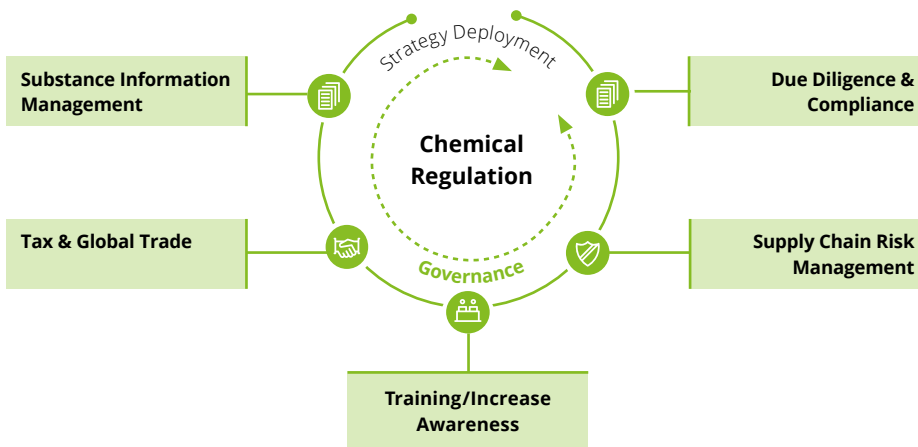 Strategy Deployment
Substance Information
Management
Due Diligence &
Compliance
Chemical
Regulation
Tax & Global Trade
Supply Chain Risk
Management
Governance
Training/Increase
Awareness